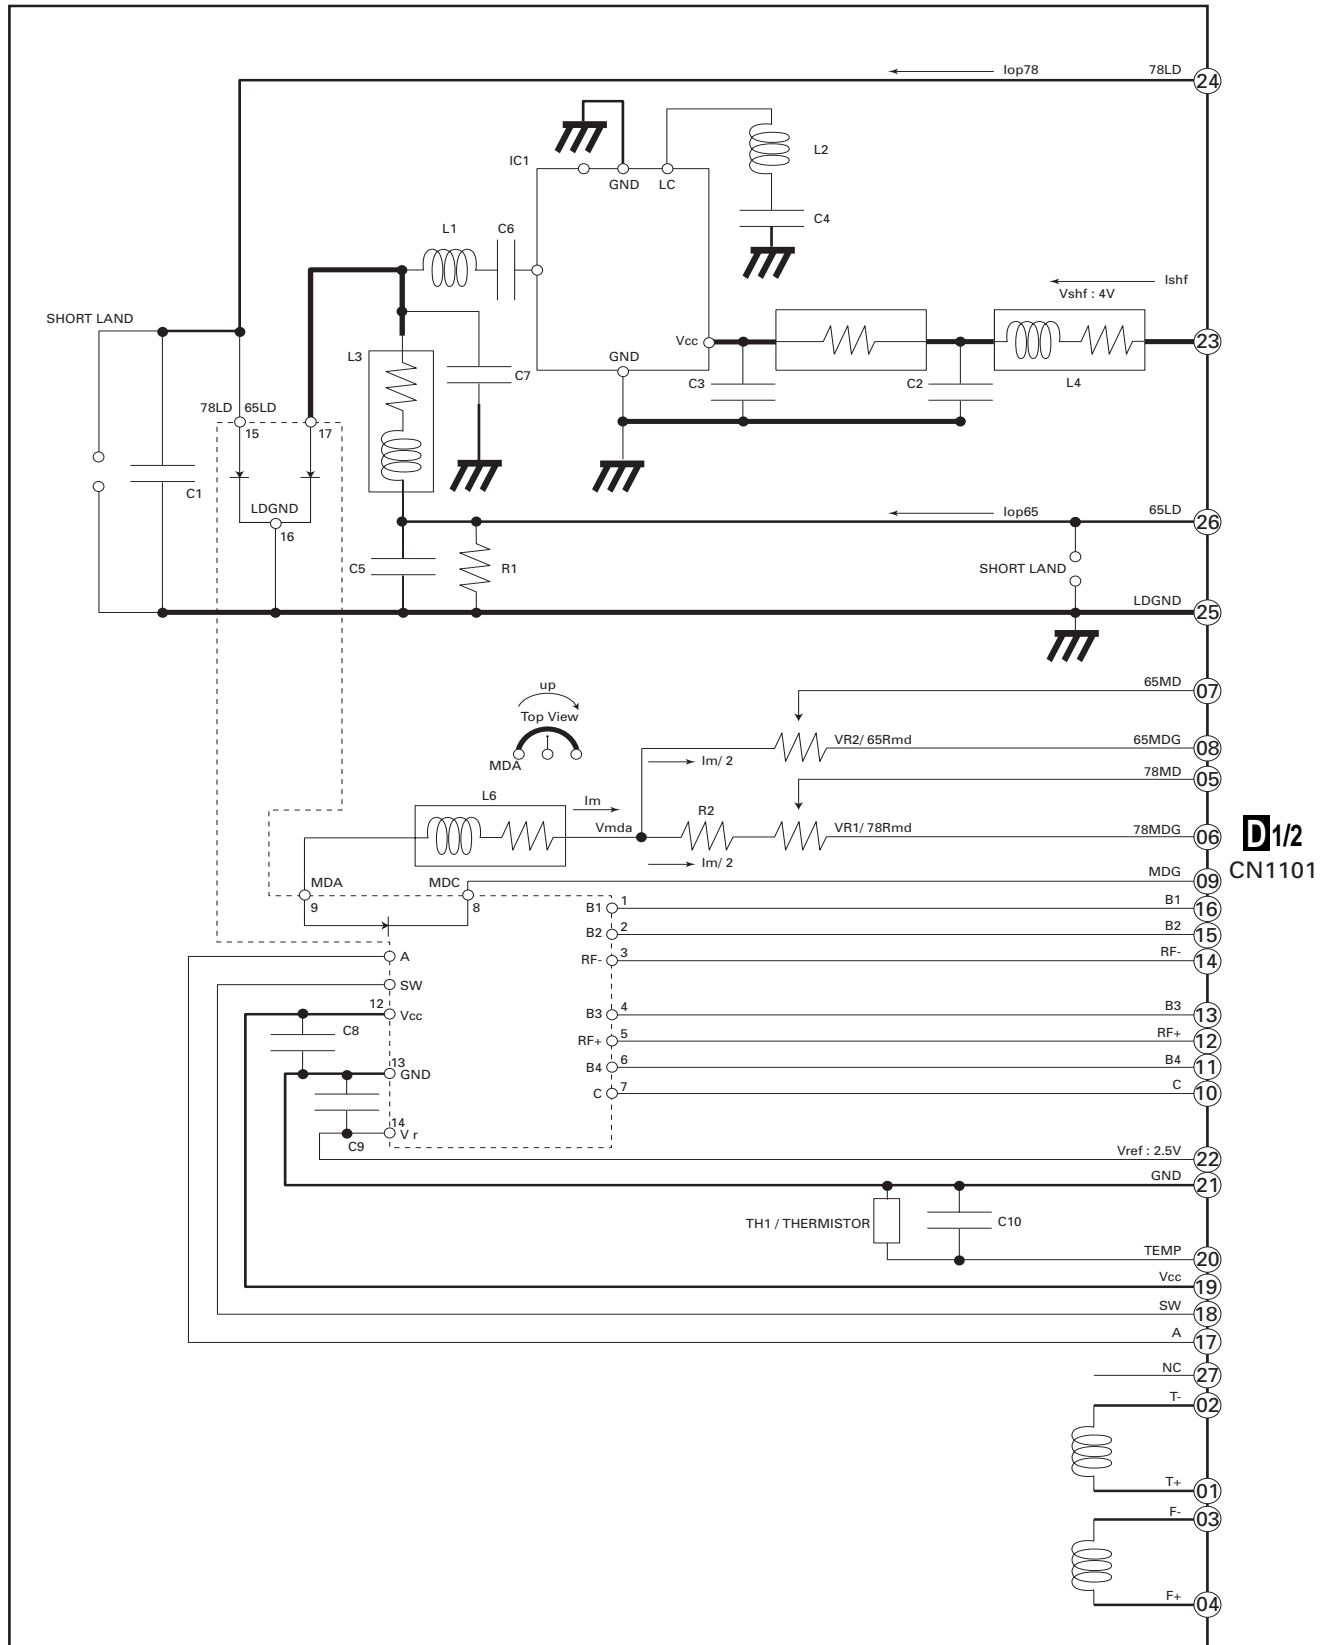 Iop78 78LD 24
IC1 GND LC L2
C4
L1 C6
Ishf
Vshf : 4V
SHORT LAND
Vcc 23
L3 GND
C7 C3 C2 L4
78LD 65LD
15 17
C1
LDGND
16
Iop65 65LD 26
C5 R1 SHORT LAND
LDGND 25
65MD 07
up
Top View
MDA
VR2/ 65Rmd 65MDG 08
Im/ 2
78MD 05
L6 Im R2
Vmda VR1/ 78Rmd 78MDG 06
Im/ 2
D 1/2
CN1101
MDA MDC MDG 09
9 8
B1 1 B1 16
B2 2 B2 15
A RF- 3 RF- 14
SW
12 Vcc B3 4 B3 13
C8 RF+ 5 RF+ 12
13 GND B4 6 B4 11
C 7 C 10
14 V r
C9
Vref : 2.5V 22
GND 21
TH1 / THERMISTOR C10
TEMP 20
Vcc 19
SW 18
A 17
NC 27
T- 02
T+ 01
F- 03
F+ 04